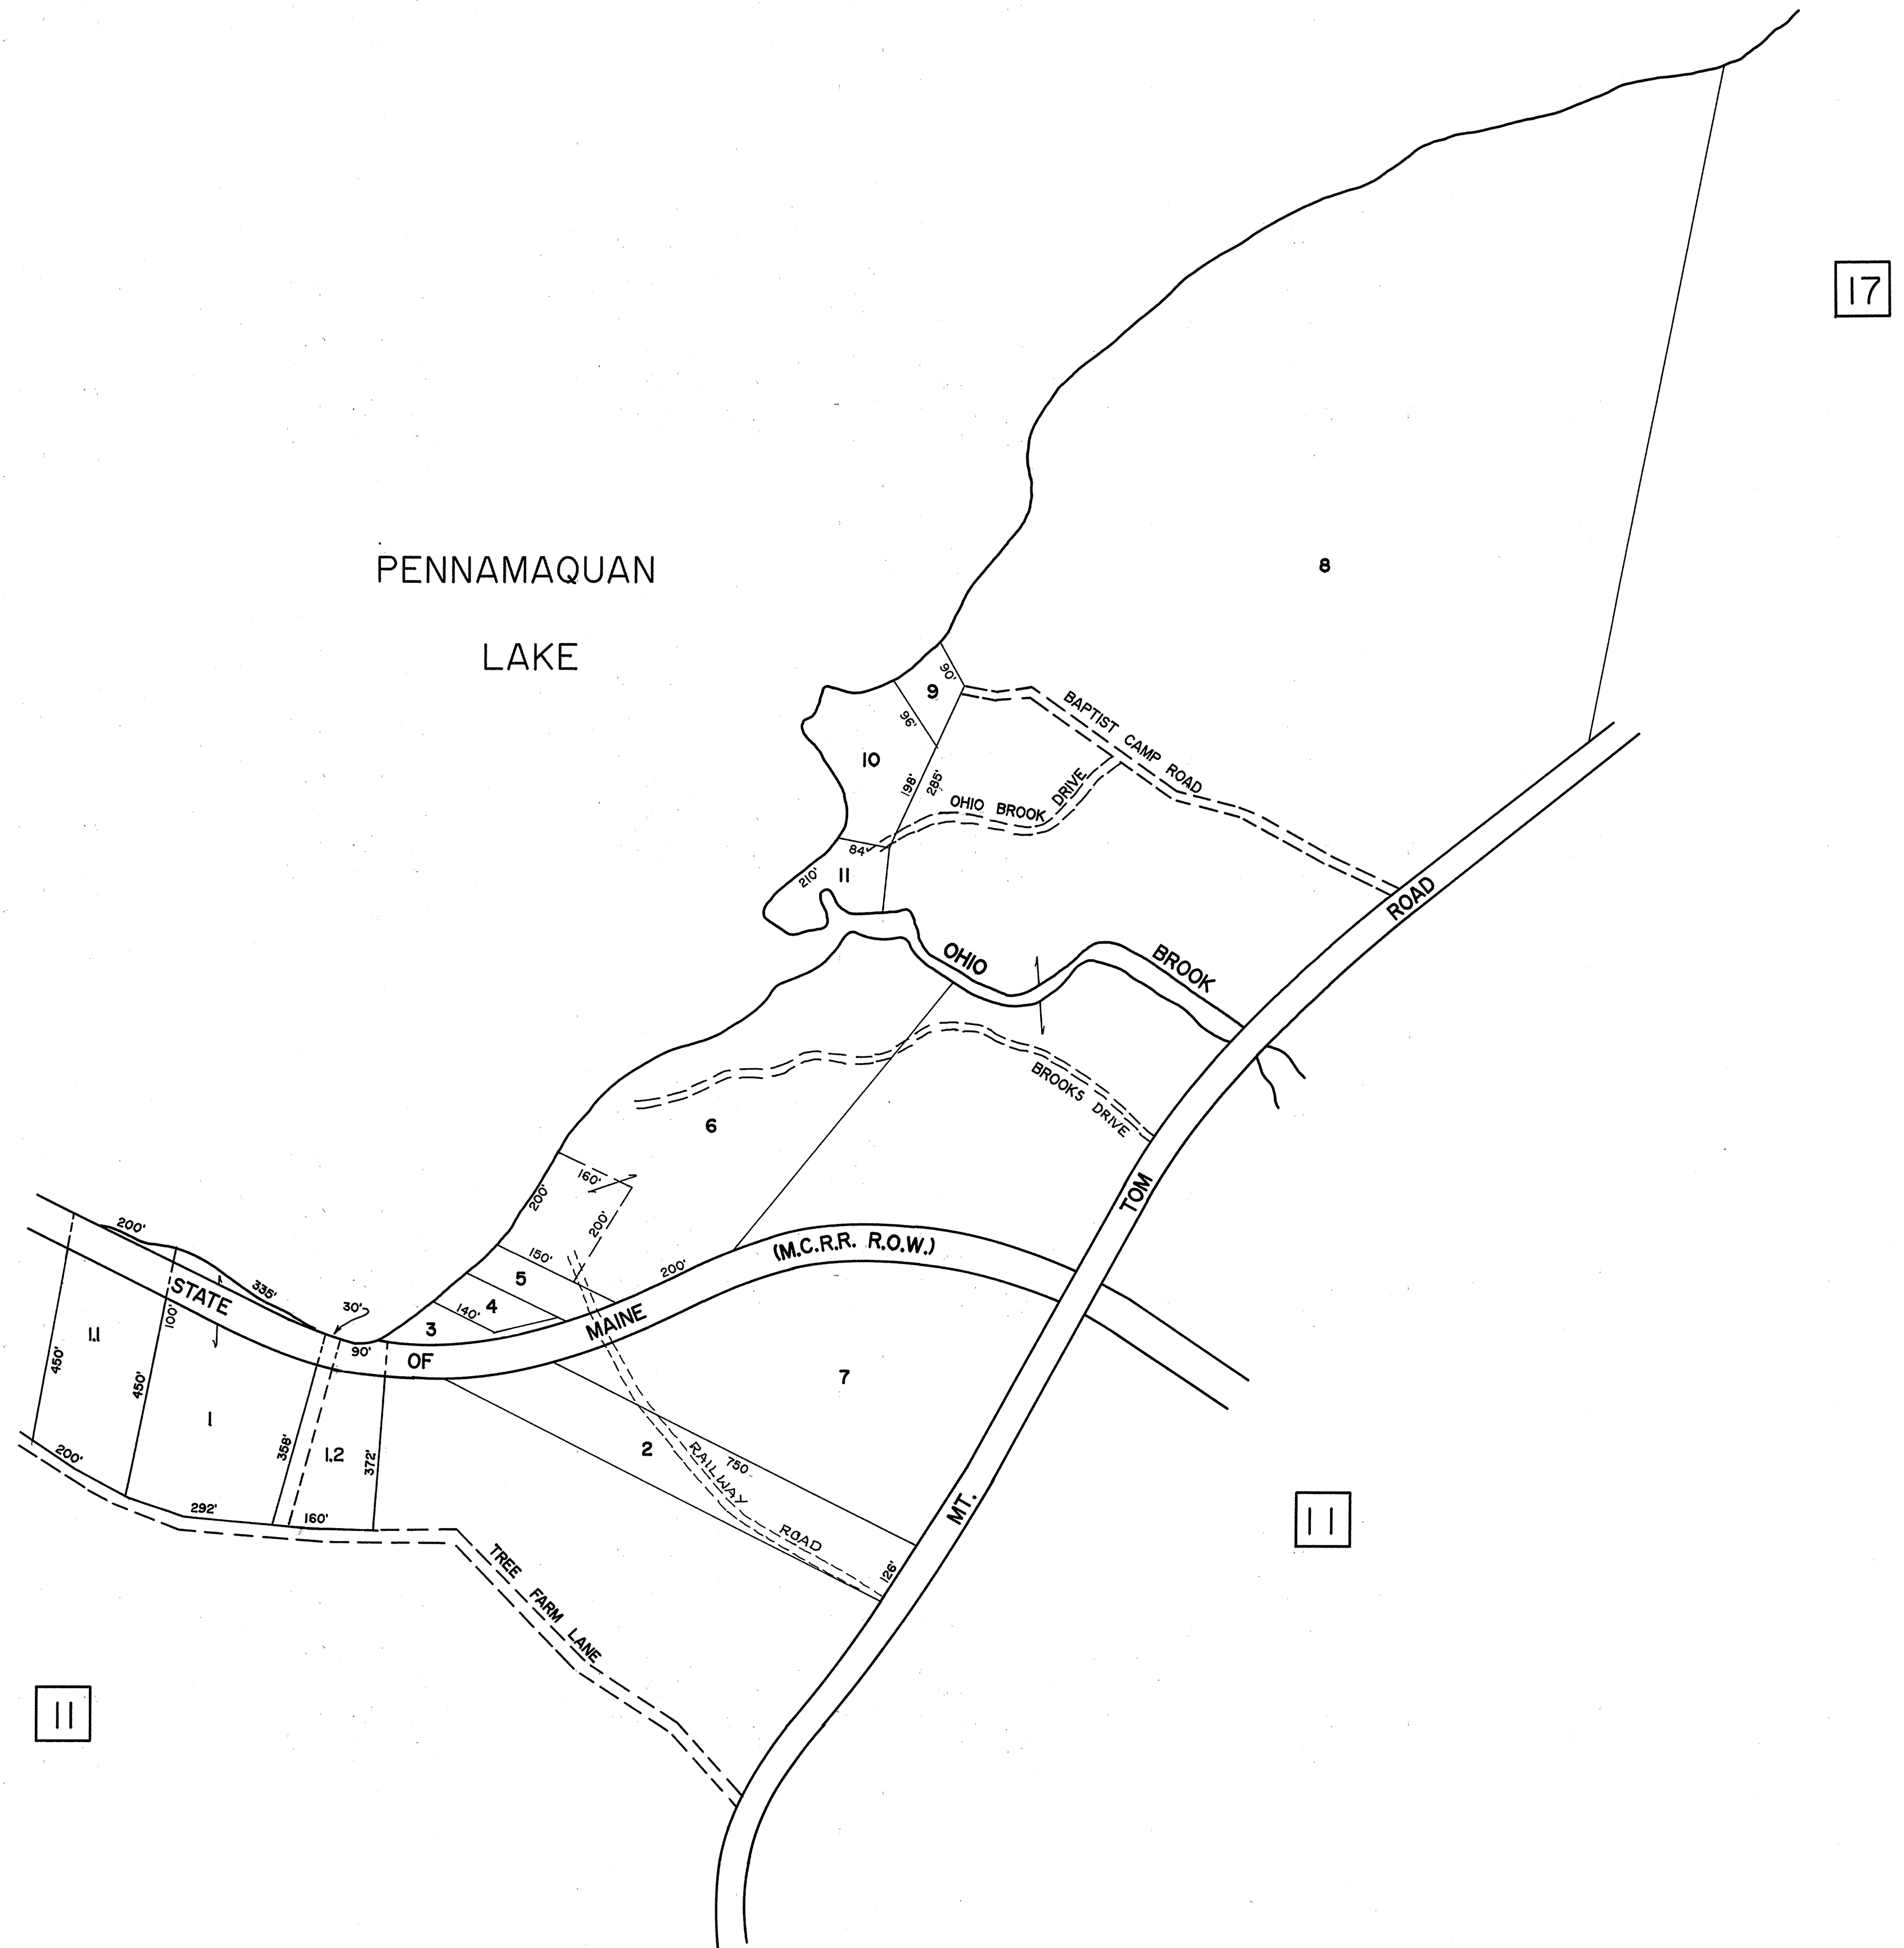 17
PENNAMAQUAN
LAKE
8
90'
9
96'
10
198'
285'
BAPTIST CAMP ROAD
OHIO BROOK DRIVE
84'
210'
11
ROAD
OHIO
BROOK
BROOKS DRIVE
6
160'
200'
200'
TOM
200'
150'
5
200'
(M.C.R.R. R.O.W.)
335'
STATE
100'
30'
140'
4
3
MAINE
90'
OF
1.1
450'
450'
1
358'
1.2
372'
7
2
RAILWAY
750
ROAD
126'
MT.
200'
292'
160'
TREE FARM LANE
11
11